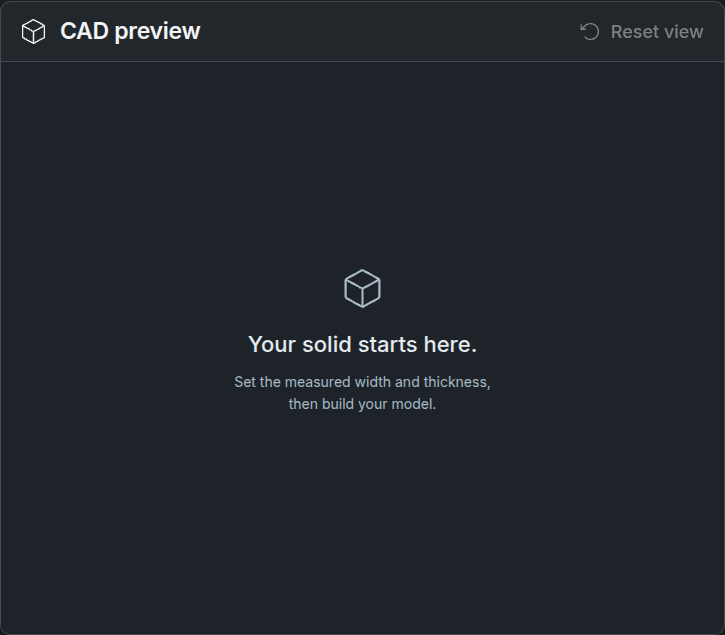 CAD preview
Reset view
Your solid starts here.
Set the measured width and thickness,
then build your model.